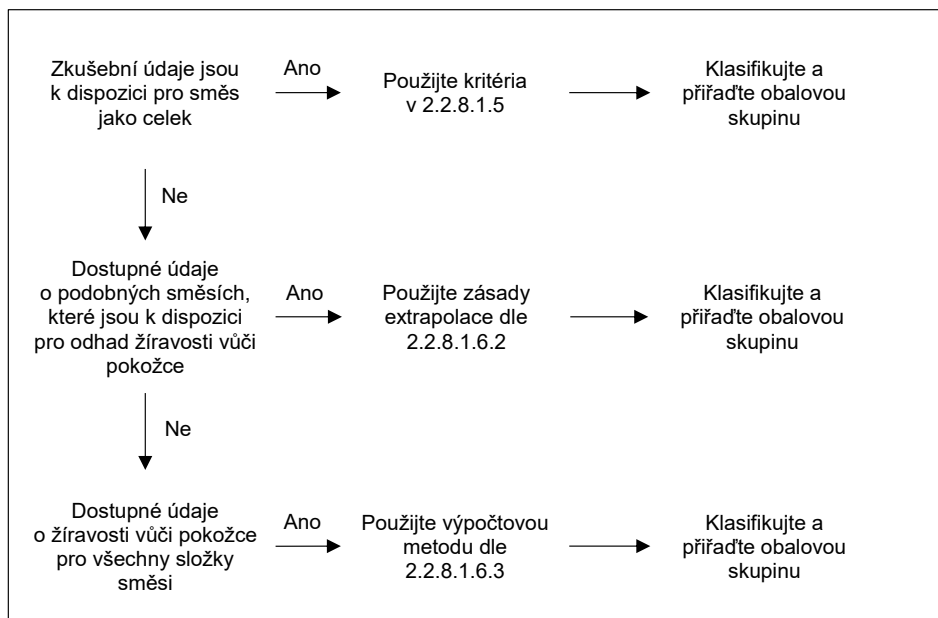 Zkušební údaje jsou
k dispozici pro směs
jako celek
Ano
Použijte kritéria
v 2.2.8.1.5
Klasifikujte a
přiřaďte obalovou
skupinu
Ne
Dostupné údaje
o podobných směsích,
které jsou k dispozici
pro odhad žíravosti vůči
pokožce
Ano
Použijte zásady
extrapolace dle
2.2.8.1.6.2
Klasifikujte a
přiřaďte obalovou
skupinu
Ne
Dostupné údaje
o žíravosti vůči pokožce
pro všechny složky
směsi
Ano
Použijte výpočtovou
metodu dle
2.2.8.1.6.3
Klasifikujte a
přiřaďte obalovou
skupinu